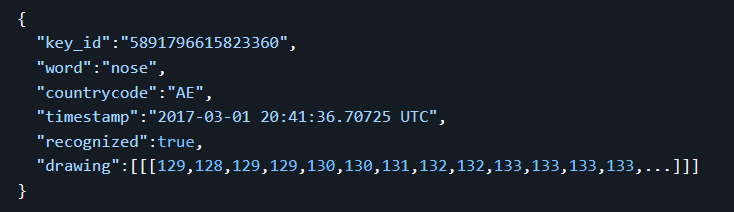 {
"key_id":"5891796615823360",
"word":"nose",
"countrycode":"AE",
"timestamp":"2017-03-01 20:41:36.70725 UTC",
"recognized":true,
"drawing":[[[129,128,129,129,130,130,131,132,132,133,133,133,133,...]]]
}